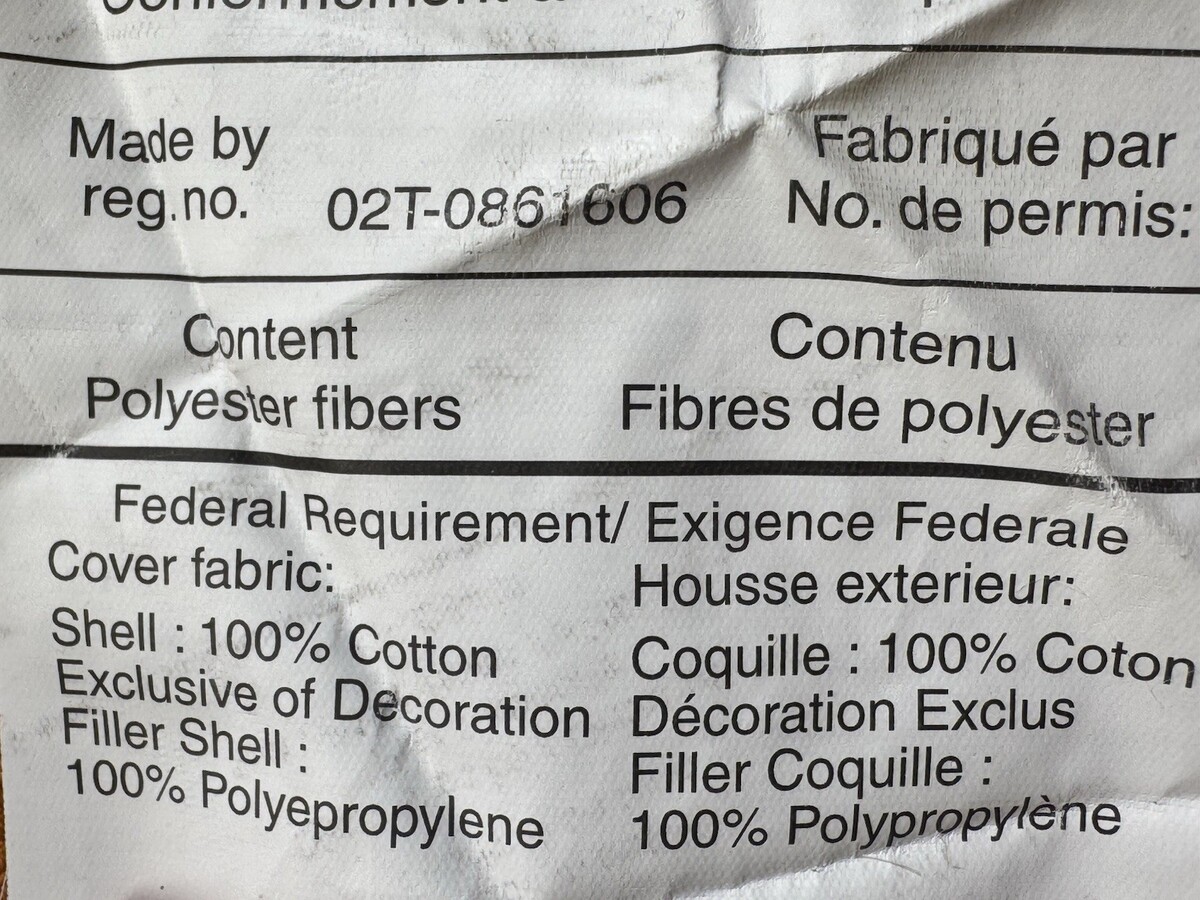 Made by
reg.no. 02T-0861606
Fabriqué par
No. de permis:
Content
Polyester fibers
Contenu
Fibres de polyester
Federal Requirement/ Exigence Federale
Cover fabric:
Shell : 100% Cotton
Exclusive of Decoration
Filler Shell :
100% Polyepropylene
Housse exterieur:
Coquille : 100% Coton
Décoration Exclus
Filler Coquille :
100% Polypropylène